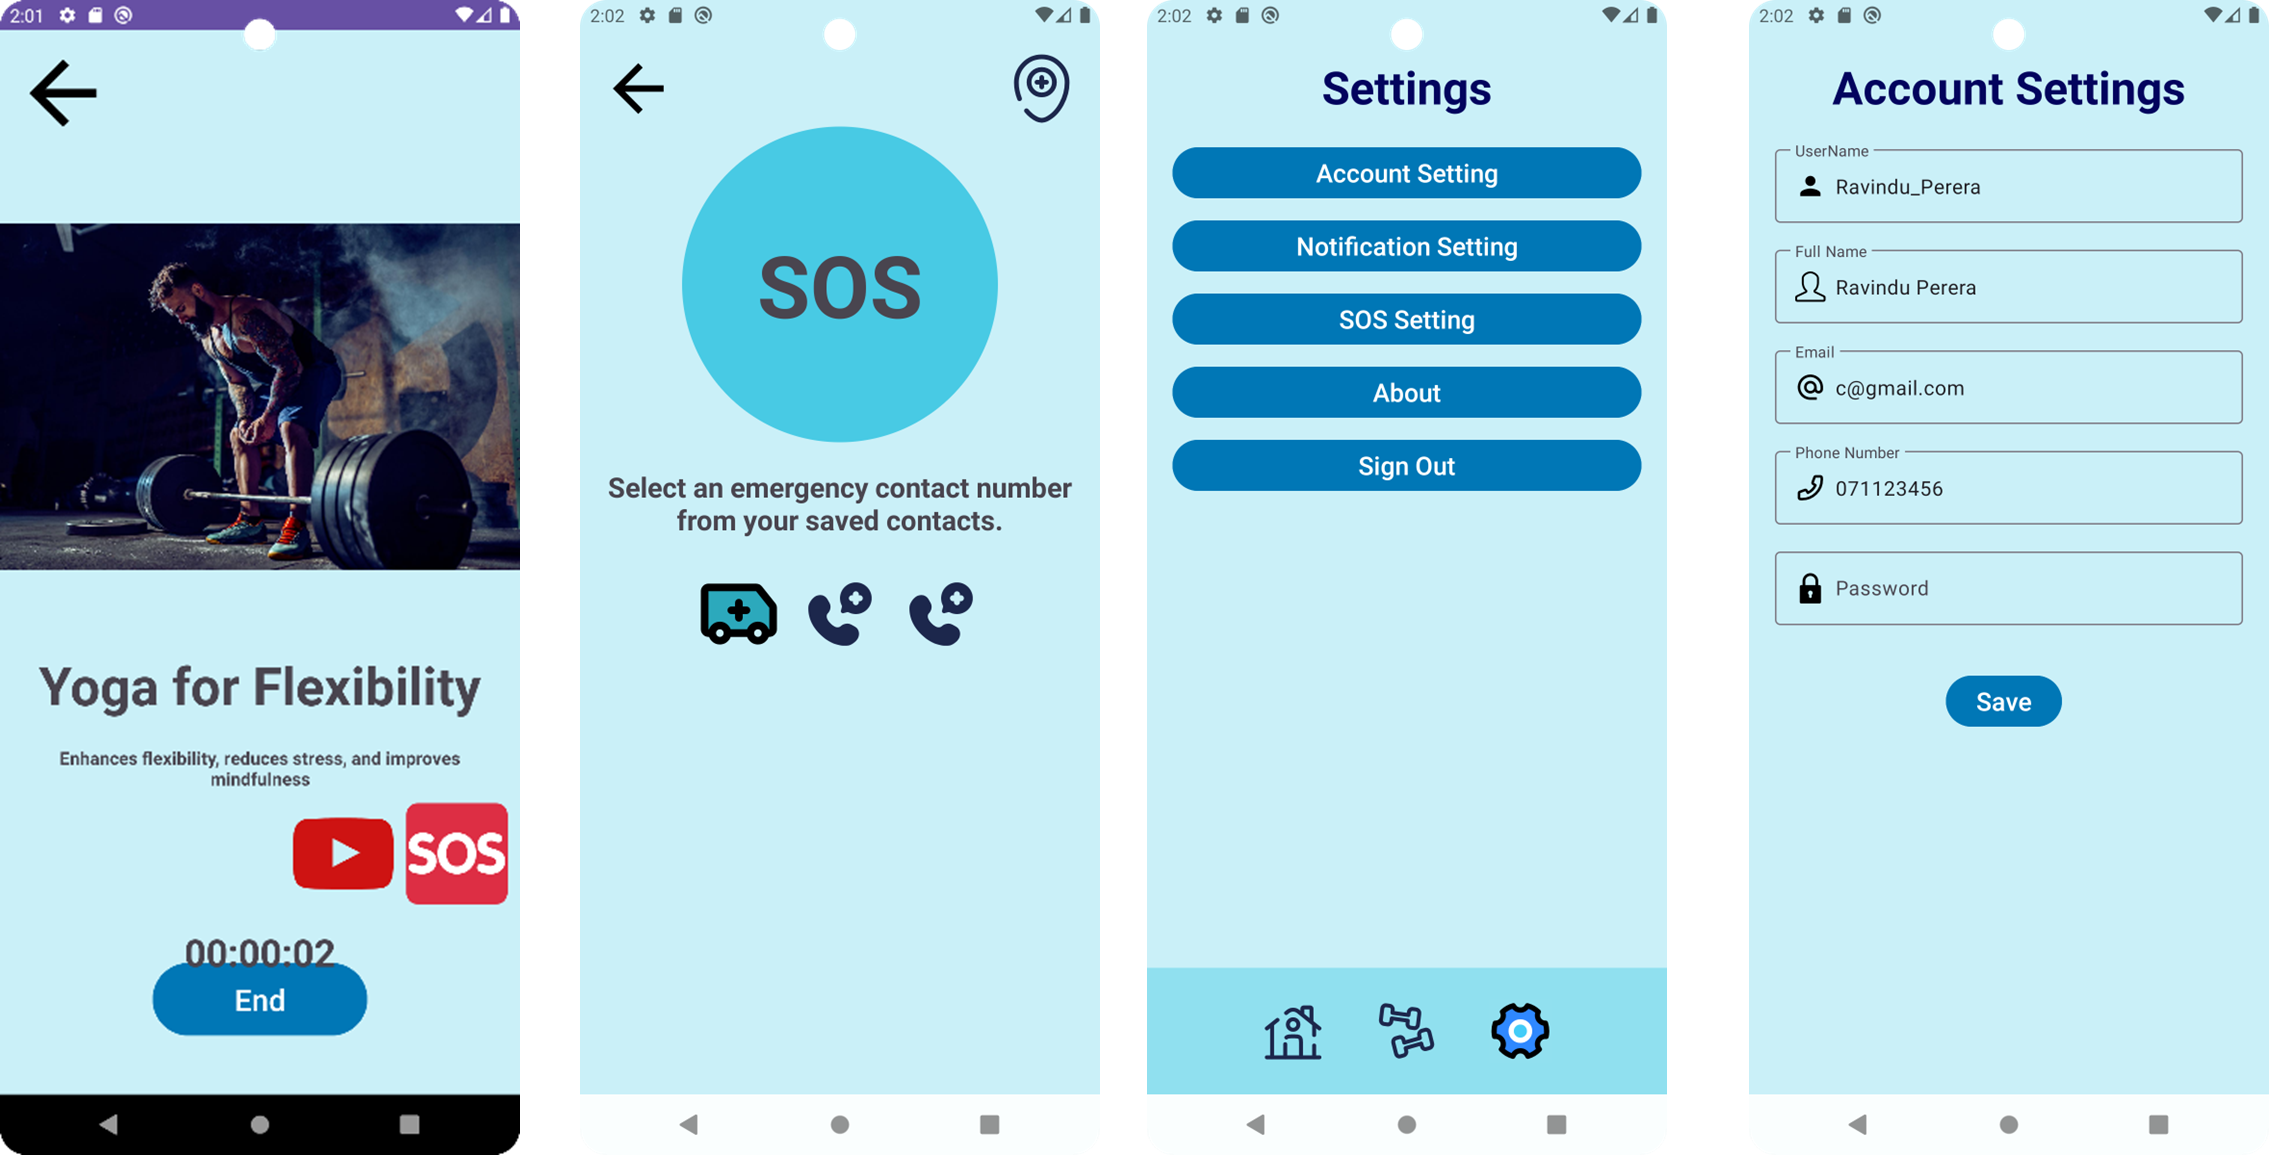 2:01
Yoga for Flexibility
Enhances flexibility, reduces stress, and improves
mindfulness
SOS
00:00:02
End
2:02
SOS
Select an emergency contact number
from your saved contacts.
2:02
Settings
Account Setting
Notification Setting
SOS Setting
About
Sign Out
2:02
Account Settings
UserName
Ravindu_Perera
Full Name
Ravindu Perera
Email
c@gmail.com
Phone Number
071123456
Password
Save